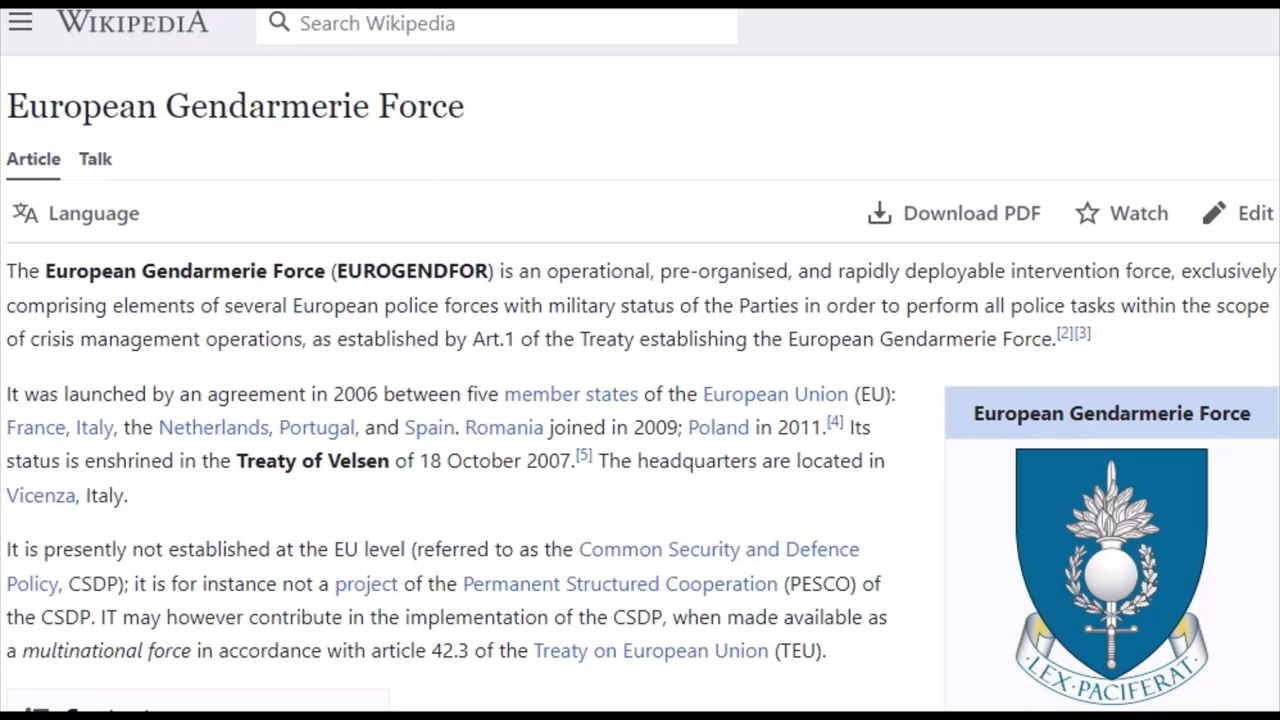 WIKIPEDIA
Search Wikipedia
European Gendarmerie Force
Article Talk
Language
Download PDF Watch Edit
The European Gendarmerie Force (EUROGENDFOR) is an operational, pre-organised, and rapidly deployable intervention force, exclusively
comprising elements of several European police forces with military status of the Parties in order to perform all police tasks within the scope
of crisis management operations, as established by Art.1 of the Treaty establishing the European Gendarmerie Force.[2][3]
It was launched by an agreement in 2006 between five member states of the European Union (EU):
France, Italy, the Netherlands, Portugal, and Spain. Romania joined in 2009; Poland in 2011.[4] Its
status is enshrined in the Treaty of Velsen of 18 October 2007.[5] The headquarters are located in
Vicenza, Italy.
It is presently not established at the EU level (referred to as the Common Security and Defence
Policy, CSDP); it is for instance not a project of the Permanent Structured Cooperation (PESCO) of
the CSDP. IT may however contribute in the implementation of the CSDP, when made available as
a multinational force in accordance with article 42.3 of the Treaty on European Union (TEU).
European Gendarmerie Force
LEX·PACIFERAT·